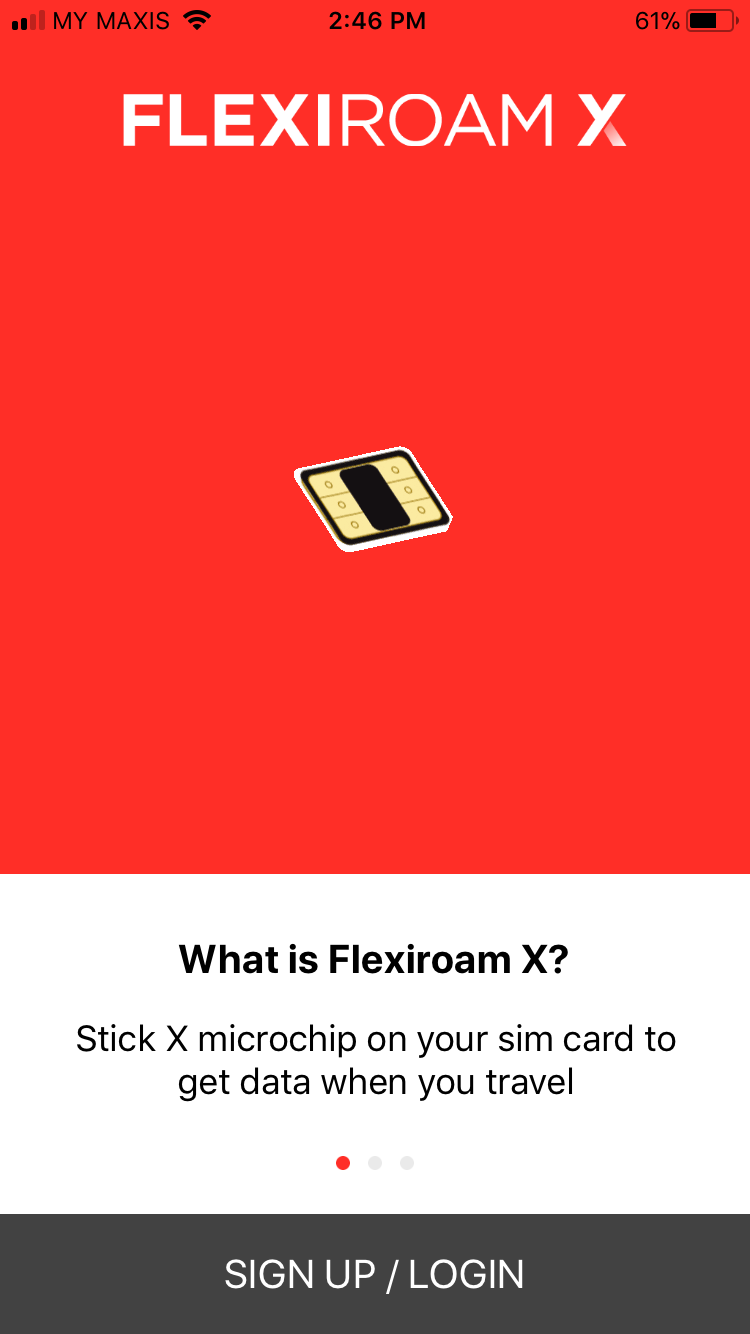 MY MAXIS 2:46 PM 61%
FLEXIROAM X
What is Flexiroam X?
Stick X microchip on your sim card to
get data when you travel
SIGN UP / LOGIN